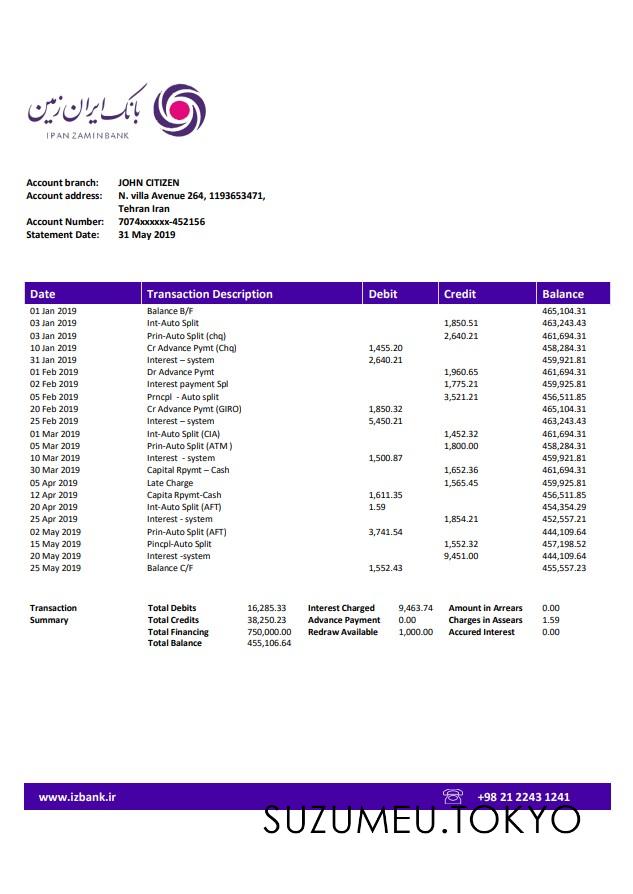 بانک ایران زمین
IPANZAMINBANK
Account branch: JOHN CITIZEN
Account address: N. villa Avenue 264, 1193653471,
Tehran Iran
Account Number: 7074xxxxxx-452156
Statement Date: 31 May 2019
Date Transaction Description Debit Credit Balance
01 Jan 2019 Balance B/F 465,104.31
03 Jan 2019 Int-Auto Split 1,850.51 463,243.43
03 Jan 2019 Prin-Auto Split (chq) 2,640.21 461,694.31
10 Jan 2019 Cr Advance Pymt (Chq) 1,455.20 458,284.31
31 Jan 2019 Interest – system 2,640.21 459,921.81
01 Feb 2019 Dr Advance Pymt 1,960.65 461,694.31
02 Feb 2019 Interest payment Spl 1,775.21 459,925.81
05 Feb 2019 Prncpl - Auto split 3,521.21 456,511.85
20 Feb 2019 Cr Advance Pymt (GIRO) 1,850.32 465,104.31
25 Feb 2019 Interest – system 5,450.21 463,243.43
01 Mar 2019 Int-Auto Split (CIA) 1,452.32 461,694.31
05 Mar 2019 Prin-Auto Split (ATM ) 1,800.00 458,284.31
10 Mar 2019 Interest - system 1,500.87 459,921.81
30 Mar 2019 Capital Rpymt – Cash 1,652.36 461,694.31
05 Apr 2019 Late Charge 1,565.45 459,925.81
12 Apr 2019 Capita Rpymt-Cash 1,611.35 456,511.85
20 Apr 2019 Int-Auto Split (AFT) 1.59 454,354.29
25 Apr 2019 Interest - system 1,854.21 452,557.21
02 May 2019 Prin-Auto Split (AFT) 3,741.54 444,109.64
15 May 2019 Pincpl-Auto Split 1,552.32 457,198.52
20 May 2019 Interest -system 9,451.00 444,109.64
25 May 2019 Balance C/F 1,552.43 455,557.23
Transaction Total Debits 16,285.33 Interest Charged 9,463.74 Amount in Arrears 0.00
Summary Total Credits 38,250.23 Advance Payment 0.00 Charges in Assears 1.59
Total Financing 750,000.00 Redraw Available 1,000.00 Accured Interest 0.00
Total Balance 455,106.64
www.izbank.ir +98 21 2243 1241
SUZUMEU.TOKYO